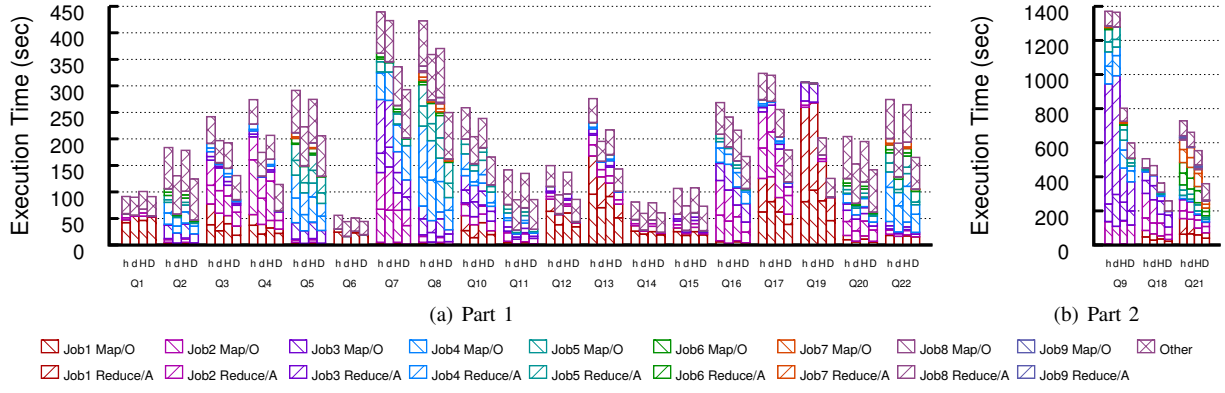 Execution Time (sec)
450
400
350
300
250
200
150
100
50
0
h d H D h d H D h d H D h d H D h d H D h d H D h d H D h d H D h d H D h d H D h d H D h d H D h d H D h d H D h d H D h d H D h d H D h d H D h d H D
Q1 Q2 Q3 Q4 Q5 Q6 Q7 Q8 Q10 Q11 Q12 Q13 Q14 Q15 Q16 Q17 Q19 Q20 Q22
(a) Part 1
Execution Time (sec)
1400
1200
1000
800
600
400
200
0
h d H D h d H D h d H D
Q9 Q18 Q21
(b) Part 2
Job1 Map/O Job2 Map/O Job3 Map/O Job4 Map/O Job5 Map/O Job6 Map/O Job7 Map/O Job8 Map/O Job9 Map/O Other
Job1 Reduce/A Job2 Reduce/A Job3 Reduce/A Job4 Reduce/A Job5 Reduce/A Job6 Reduce/A Job7 Reduce/A Job8 Reduce/A Job9 Reduce/A